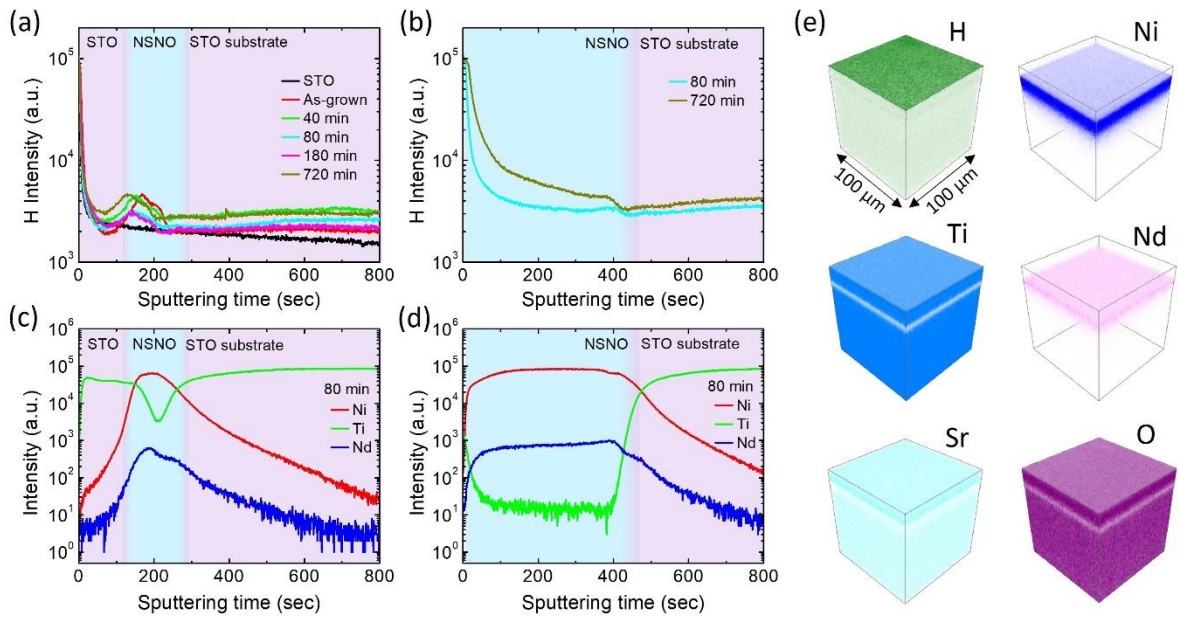 (a)
STO NSNO STO substrate
STO
As-grown
40 min
80 min
180 min
720 min
H Intensity (a.u.)
10^5
10^4
10^3
0 200 400 600 800
Sputtering time (sec)
(b)
NSNO STO substrate
80 min
720 min
H Intensity (a.u.)
10^5
10^4
10^3
0 200 400 600 800
Sputtering time (sec)
(c)
STO NSNO STO substrate
80 min
Ni
Ti
Nd
Intensity (a.u.)
10^6
10^5
10^4
10^3
10^2
10^1
10^0
0 200 400 600 800
Sputtering time (sec)
(d)
NSNO STO substrate
80 min
Ni
Ti
Nd
Intensity (a.u.)
10^6
10^5
10^4
10^3
10^2
10^1
10^0
0 200 400 600 800
Sputtering time (sec)
(e)
H Ni
100 μm 100 μm
Ti Nd
Sr O